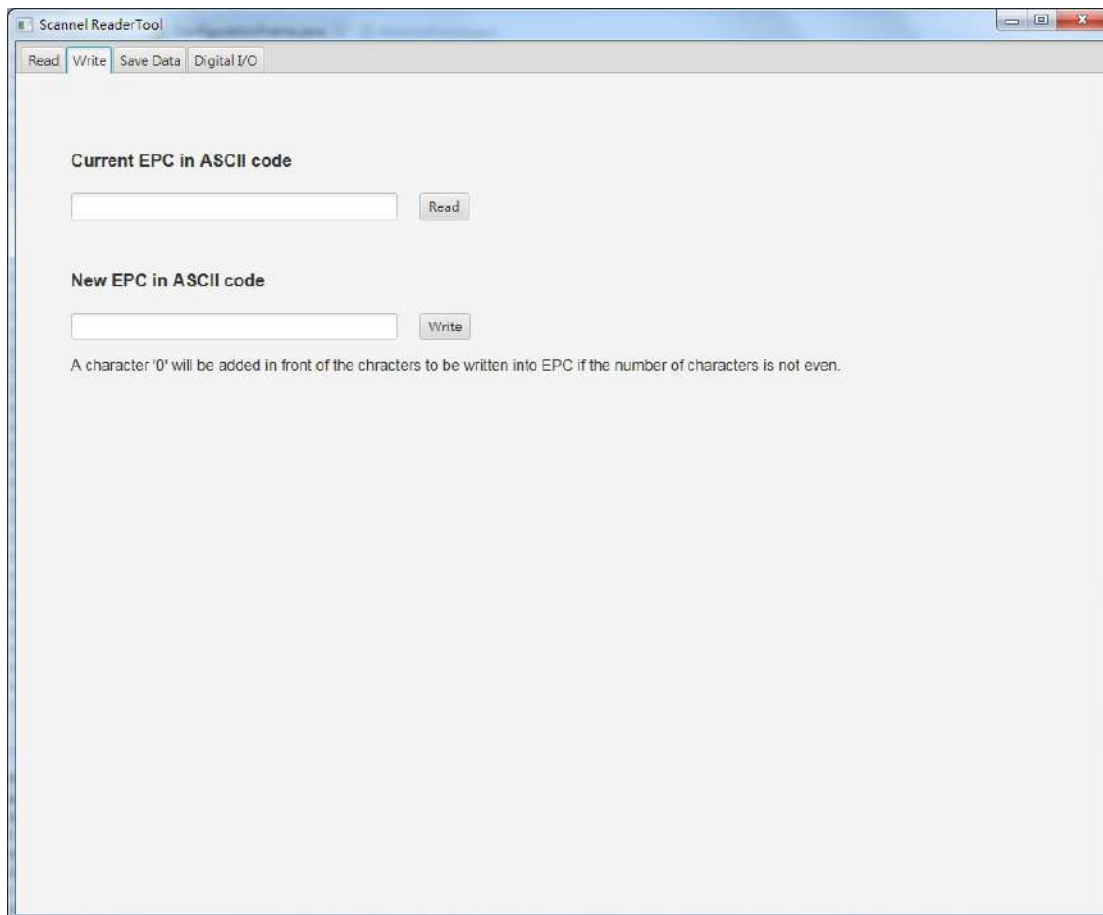 Scannel ReaderTool
Read Write Save Data Digital I/O
Current EPC in ASCII code
Read
New EPC in ASCII code
Write
A character '0' will be added in front of the chracters to be written into EPC if the number of characters is not even.